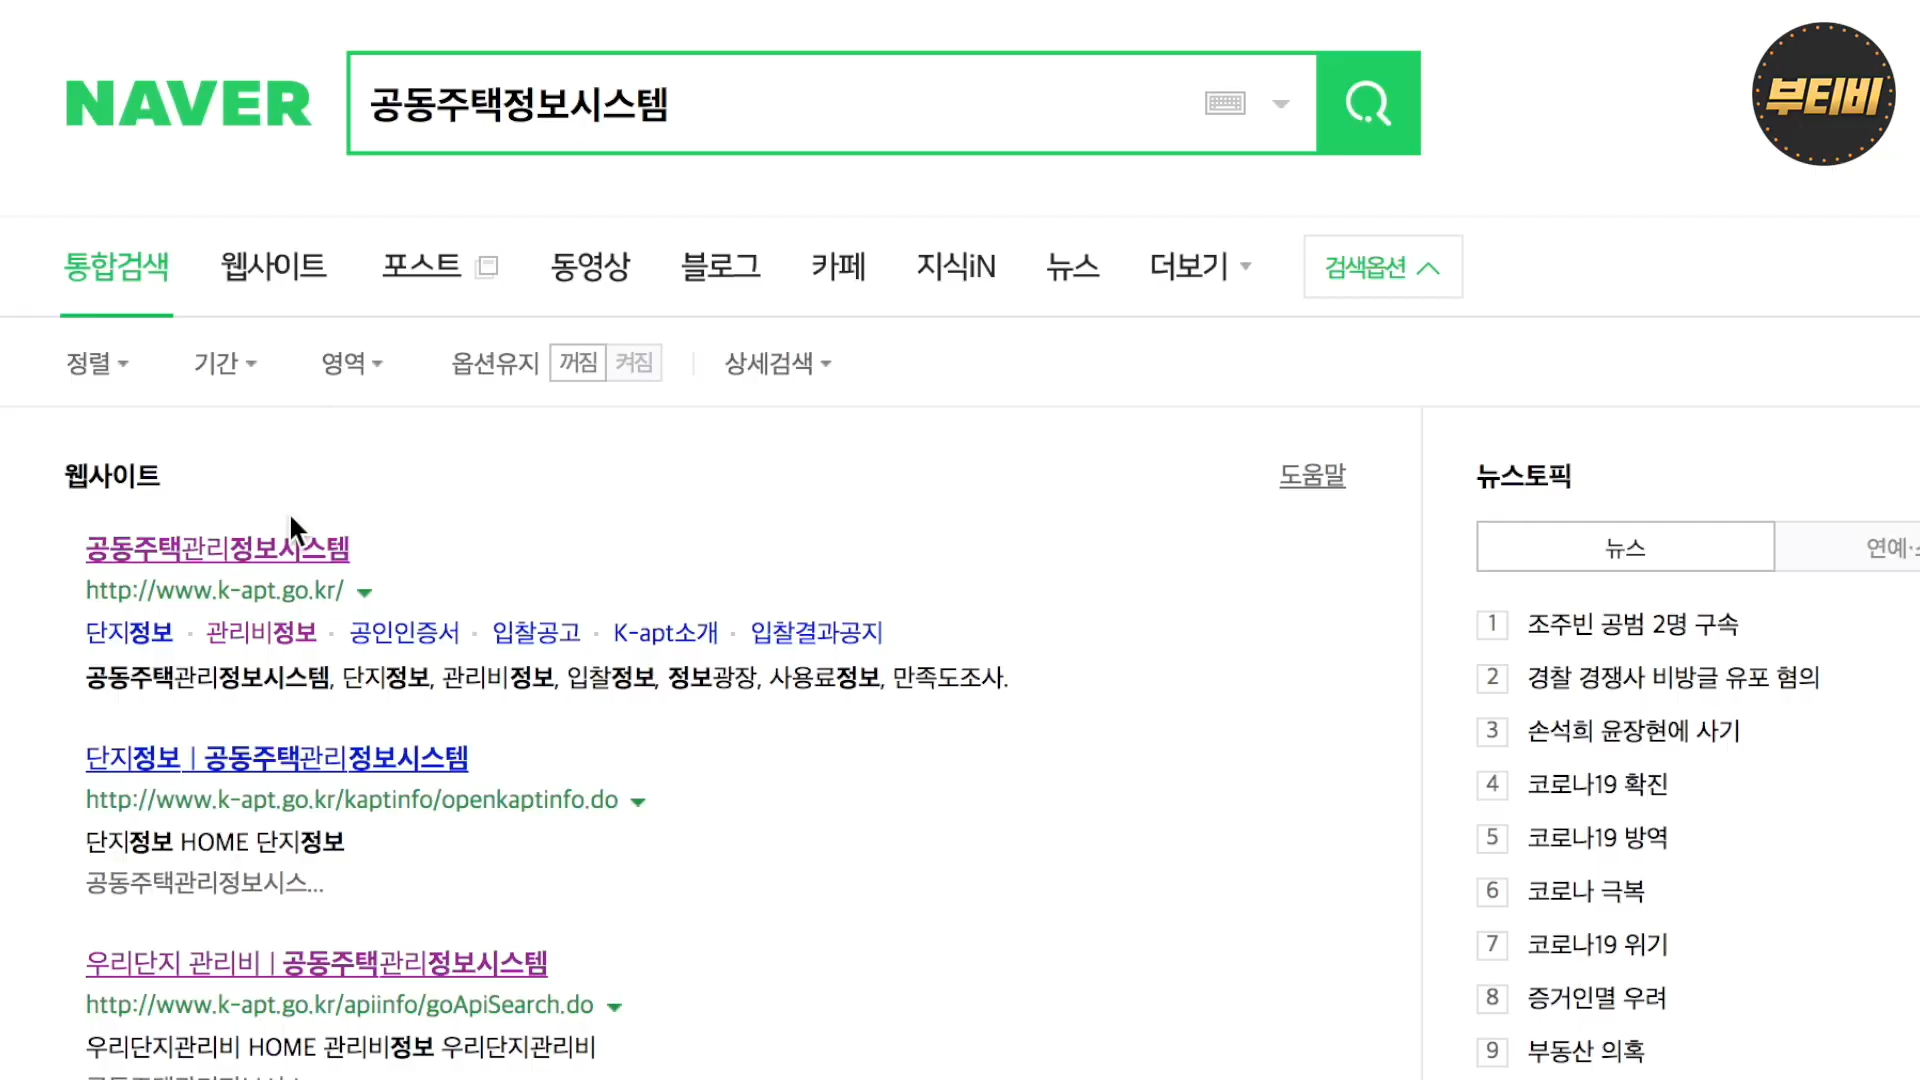 NAVER
공동주택정보시스템
부티비
통합검색 웹사이트 포스트 동영상 블로그 카페 지식iN 뉴스 더보기 검색옵션
정렬 기간 영역 옵션유지 꺼짐 켜짐 상세검색
웹사이트
도움말
공동주택관리정보시스템
http://www.k-apt.go.kr/
단지정보 · 관리비정보 · 공인인증서 · 입찰공고 · K-apt소개 · 입찰결과공지
공동주택관리정보시스템, 단지정보, 관리비정보, 입찰정보, 정보광장, 사용료정보, 만족도조사.
단지정보 | 공동주택관리정보시스템
http://www.k-apt.go.kr/kaptinfo/openkaptinfo.do
단지정보 HOME 단지정보
공동주택관리정보시스...
우리단지 관리비 | 공동주택관리정보시스템
http://www.k-apt.go.kr/apiinfo/goApiSearch.do
우리단지관리비 HOME 관리비정보 우리단지관리비
뉴스토픽
뉴스 연예·
1 조주빈 공범 2명 구속
2 경찰 경쟁사 비방글 유포 혐의
3 손석희 윤장현에 사기
4 코로나19 확진
5 코로나19 방역
6 코로나 극복
7 코로나19 위기
8 증거인멸 우려
9 부동산 의혹